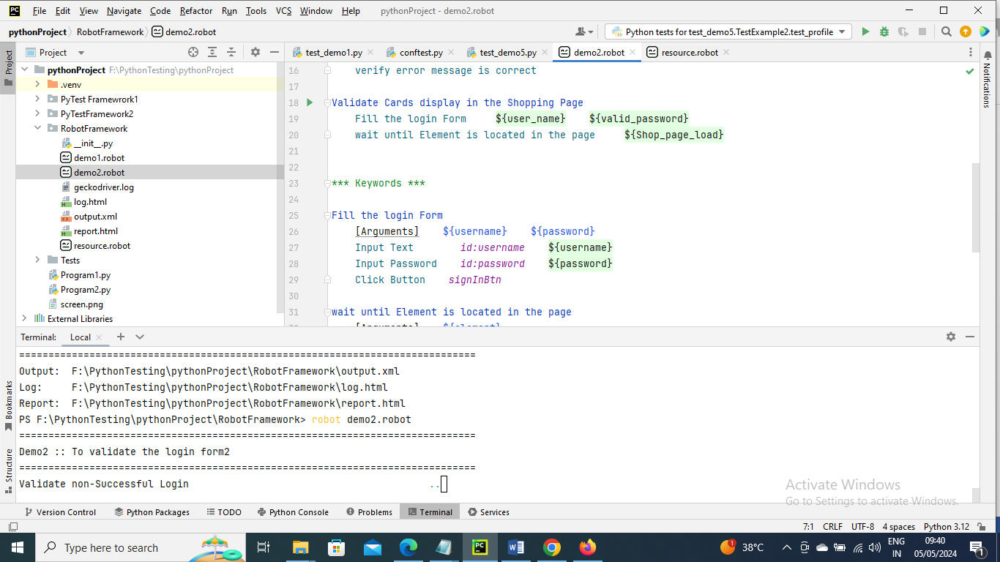 PC File Edit View Navigate Code Refactor Run Tools VCS Window Help pythonProject - demo2.robot
pythonProject RobotFramework demo2.robot Python tests for test_demo5.TestExample2.test_profile
Project
Project
test_demo1.py conftest.py test_demo5.py demo2.robot resource.robot
Notifications
pythonProject F:\PythonTesting\pythonProject
.venv
PyTest Framewrork1
PyTestFramework2
RobotFramework
__init__.py
demo1.robot
demo2.robot
geckodriver.log
log.html
output.xml
report.html
resource.robot
Tests
Program1.py
Program2.py
screen.png
External Libraries
16 verify error message is correct
17
18 Validate Cards display in the Shopping Page
19 Fill the login Form ${user_name} ${valid_password}
20 wait until Element is located in the page ${Shop_page_load}
21
22
23 *** Keywords ***
24
25 Fill the login Form
26 [Arguments] ${username} ${password}
27 Input Text id:username ${username}
28 Input Password id:password ${password}
29 Click Button signInBtn
30
31 wait until Element is located in the page
[Arguments] ${element}
Terminal: Local
==============================================================================
Output: F:\PythonTesting\pythonProject\RobotFramework\output.xml
Log: F:\PythonTesting\pythonProject\RobotFramework\log.html
Report: F:\PythonTesting\pythonProject\RobotFramework\report.html
PS F:\PythonTesting\pythonProject\RobotFramework> robot demo2.robot
==============================================================================
Demo2 :: To validate the login form2
==============================================================================
Validate non-Successful Login ..
Bookmarks
Structure
Activate Windows
Go to Settings to activate Windows.
Version Control Python Packages TODO Python Console Problems Terminal Services
7:1 CRLF UTF-8 4 spaces Python 3.12
Type here to search
PC
1 38°C
ENG
IN
09:40
05/05/2024
1